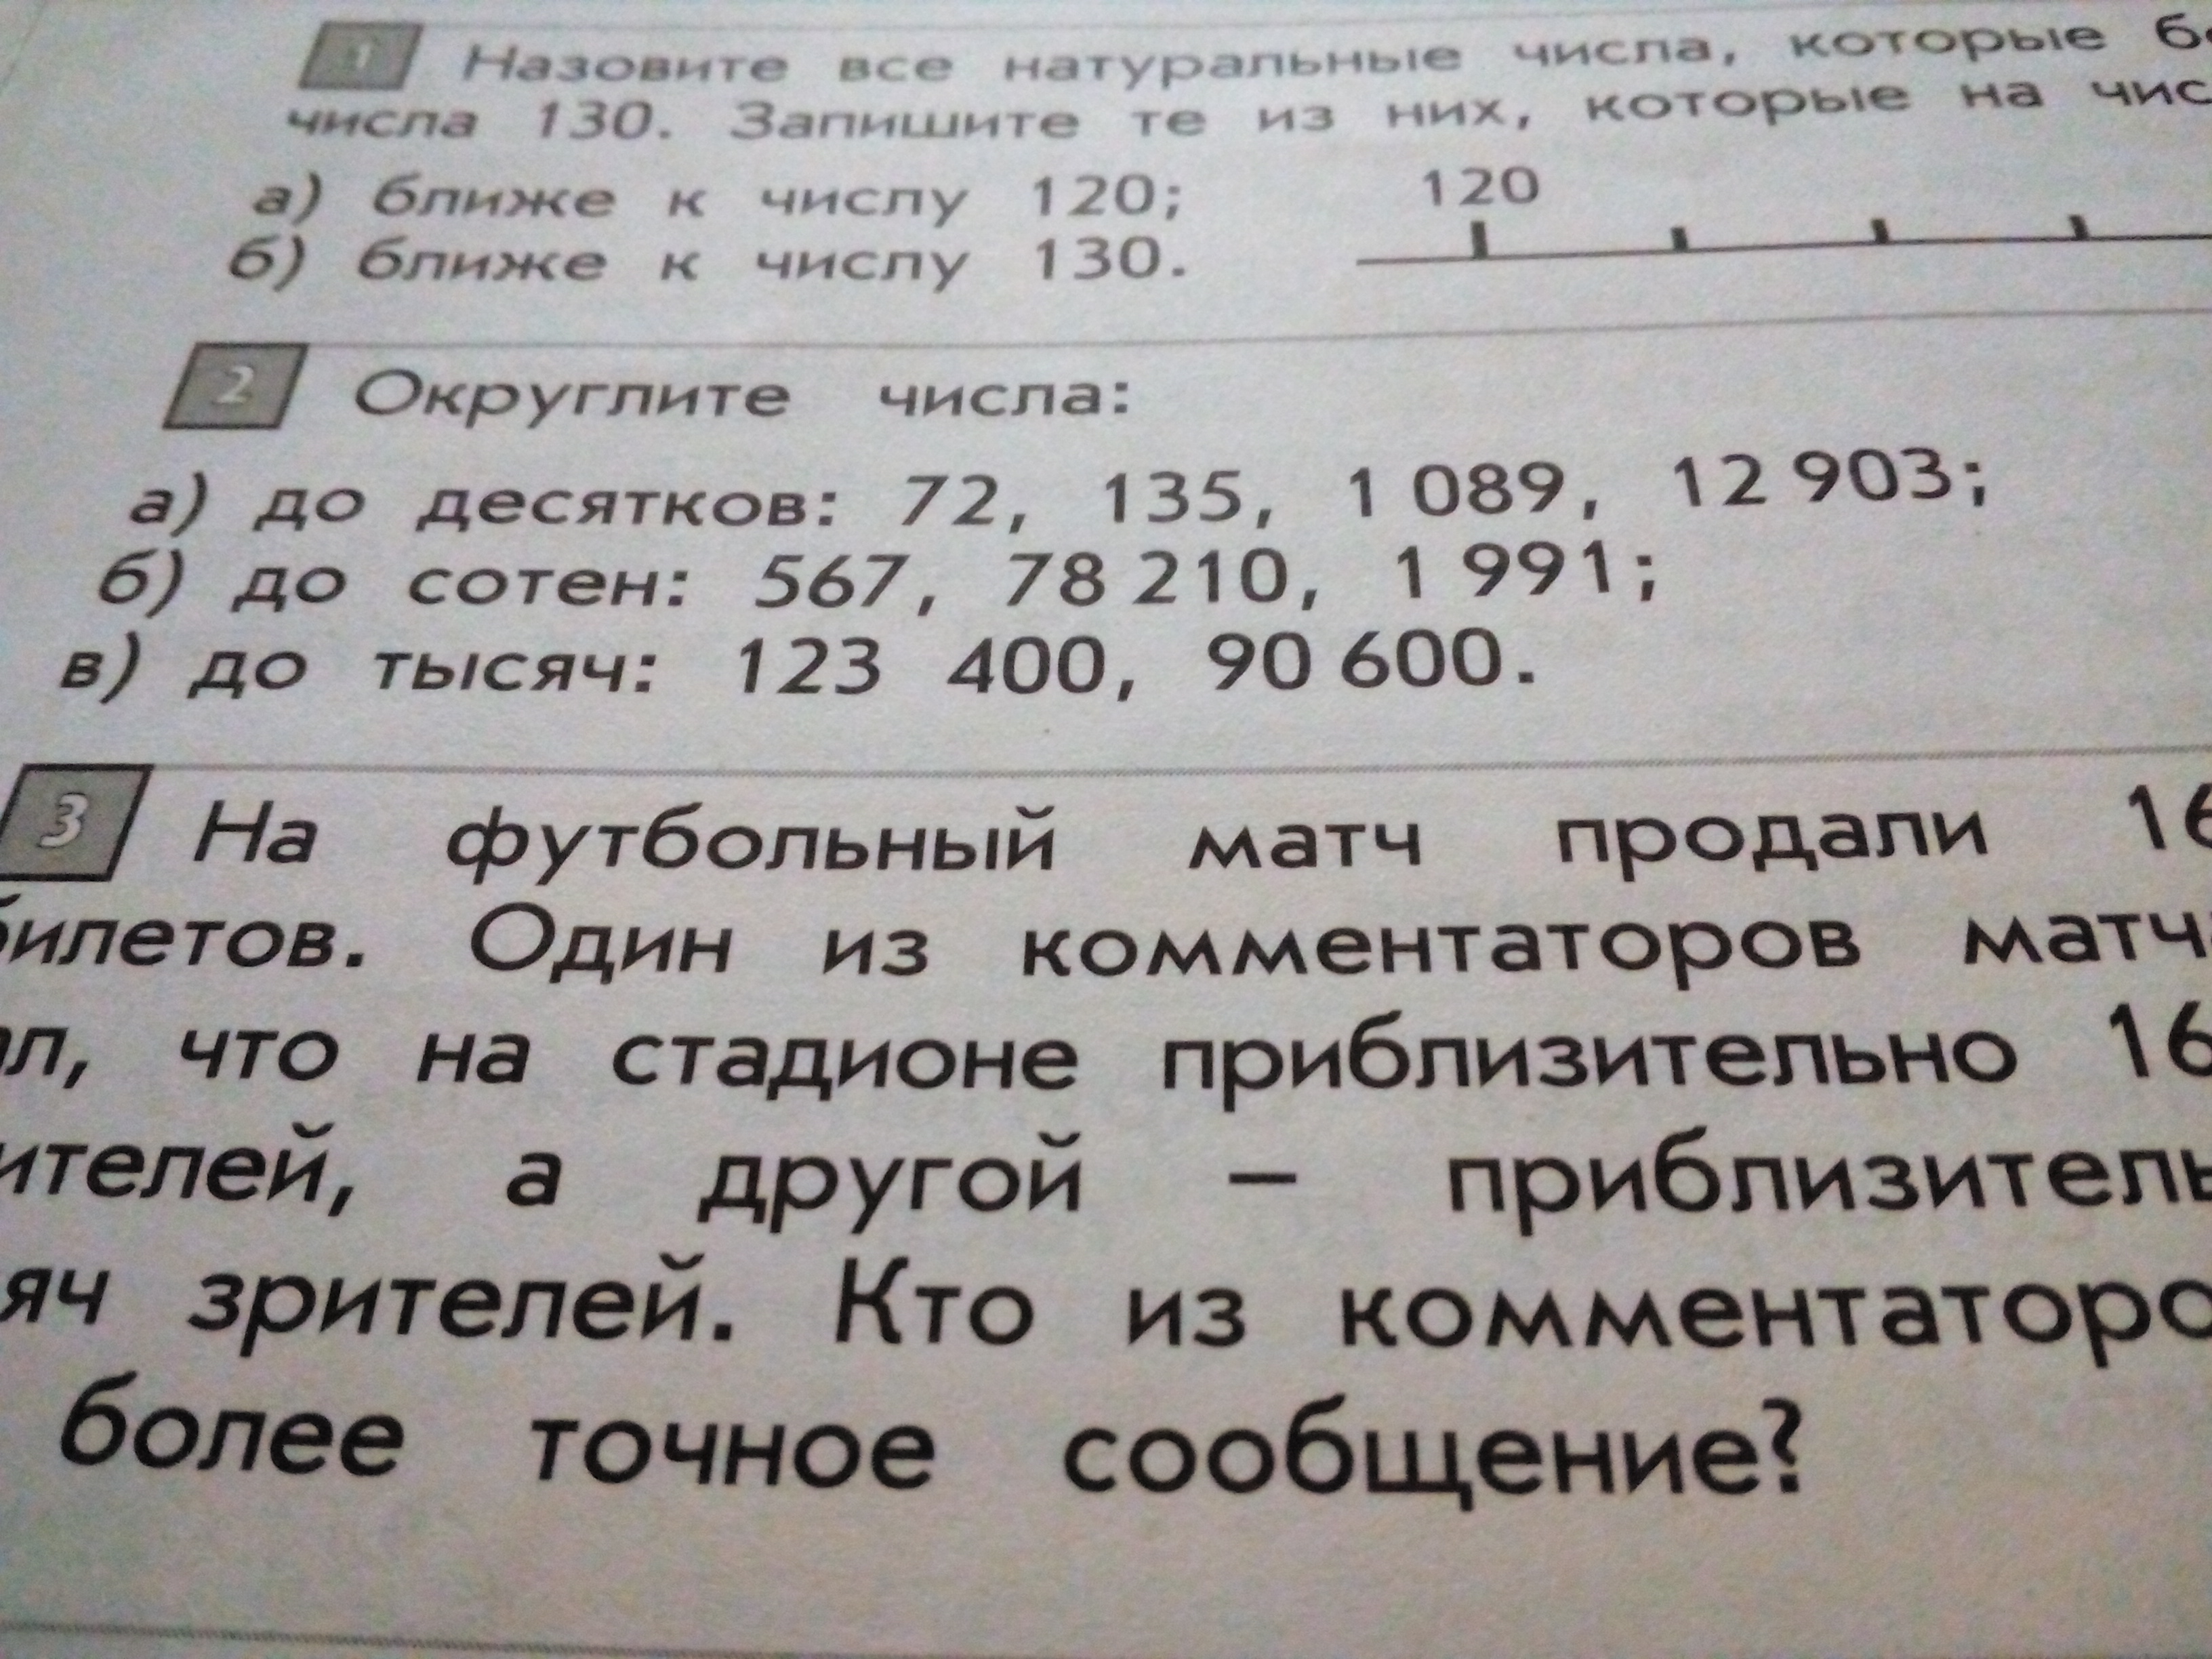 1 Назовите все натуральные числа, которые
числа 130. Запишите те из них, которые на
а) ближе к числу 120;
120
б) ближе к числу 130.
2 Округлите числа:
а) до десятков: 72, 135, 1 089, 12 903;
б) до сотен: 567, 78 210, 1 991;
в) до тысяч: 123 400, 90 600.
3 На футбольный матч продали
билетов. Один из комментаторов
что на стадионе приблизительно
а другой –
зрителей. Кто из
более точное сообщение?